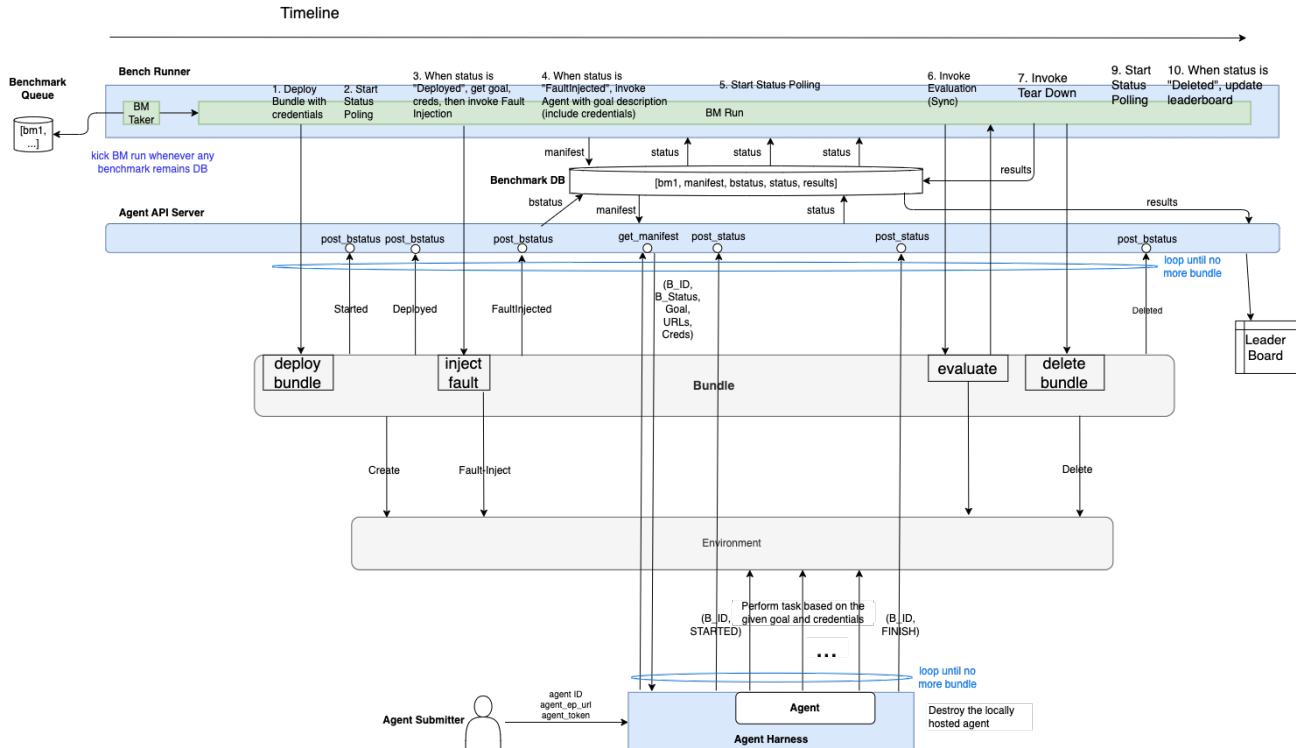 Timeline
Bench Runner
Benchmark
Queue
[bm1,
...]
BM
Taker
kick BM run whenever any
benchmark remains DB
1. Deploy
Bundle with
credentials
2. Start
Status
Poling
3. When status is
"Deployed", get goal,
creds, then invoke Fault
Injection
4. When status is
"FaultInjected", invoke
Agent with goal description
(include credentials)
5. Start Status Polling
BM Run
6. Invoke
Evaluation
(Sync)
7. Invoke
Tear Down
9. Start
Status
Polling
10. When status is
"Deleted", update
leaderboard
manifest
status
status
status
results
Benchmark DB
[bm1, manifest, bstatus, status, results]
bstatus
manifest
status
results
Agent API Server
post_bstatus
post_bstatus
post_bstatus
get_manifest
post_status
post_status
post_bstatus
loop until no
more bundle
Started
Deployed
FaultInjected
(B_ID,
B_Status,
Goal,
URLs,
Creds)
Deleted
Leader
Board
deploy
bundle
inject
fault
Bundle
evaluate
delete
bundle
Create
Fault-Inject
Delete
Environment
(B_ID,
STARTED)
Perform task based on the
given goal and credentials
(B_ID,
FINISH)
...
loop until no
more bundle
Agent Submitter
agent ID
agent_ep_url
agent_token
Agent
Agent Harness
Destroy the locally
hosted agent